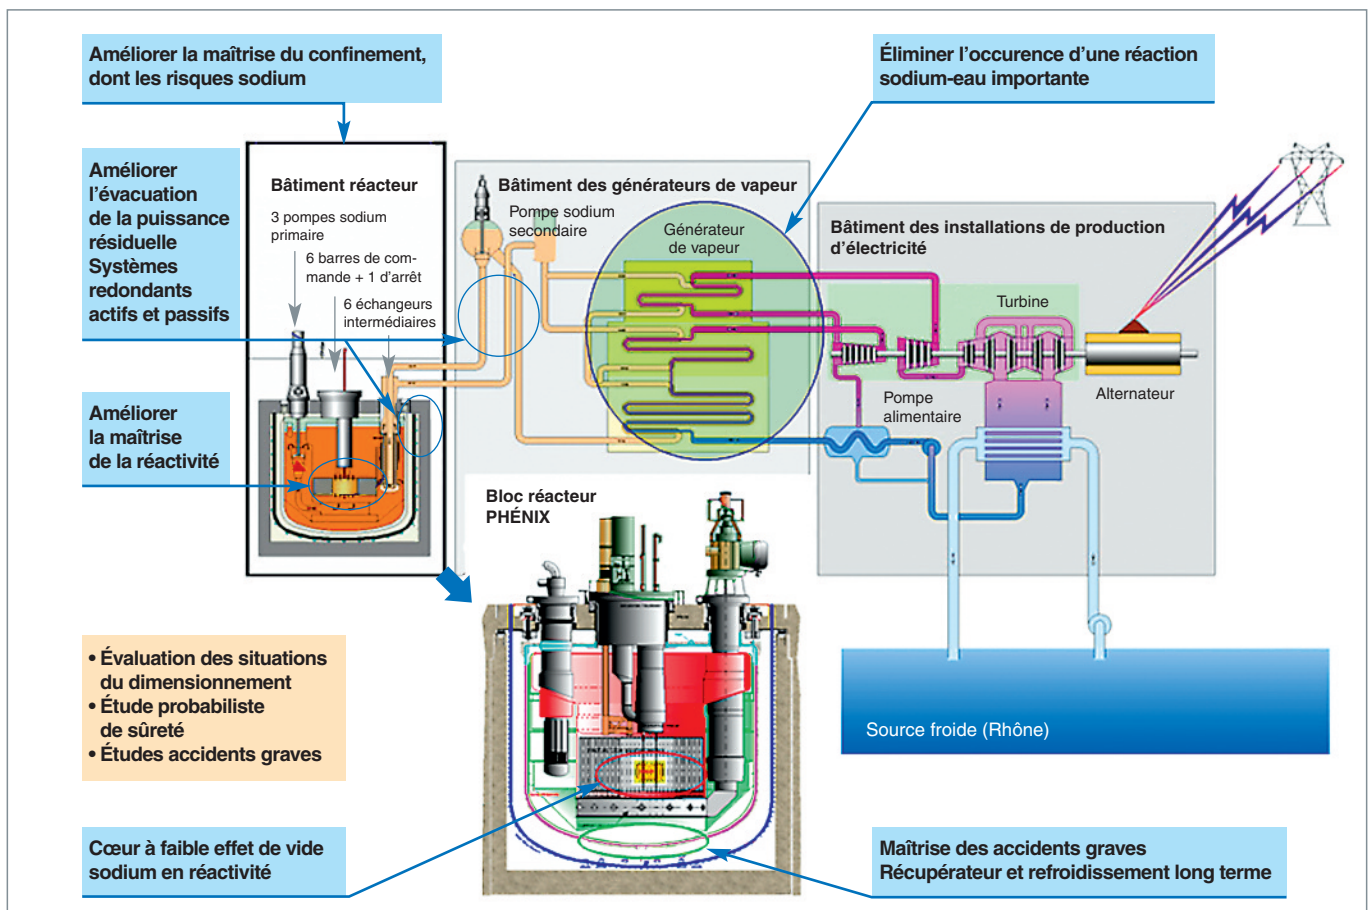 Améliorer la maîtrise du confinement,
dont les risques sodium
Éliminer l’occurence d’une réaction
sodium-eau importante
Améliorer
l’évacuation
de la puissance
résiduelle
Systèmes
redondants
actifs et passifs
Bâtiment réacteur
3 pompes sodium
primaire
6 barres de com-
mande + 1 d’arrêt
6 échangeurs
intermédiaires
Bâtiment des générateurs de vapeur
Pompe sodium
secondaire
Générateur
de vapeur
Bâtiment des installations de production
d’électricité
Turbine
Alternateur
Pompe
alimentaire
Améliorer
la maîtrise
de la réactivité
Bloc réacteur
PHÉNIX
• Évaluation des situations
du dimensionnement
• Étude probabiliste
de sûreté
• Études accidents graves
Source froide (Rhône)
Cœur à faible effet de vide
sodium en réactivité
Maîtrise des accidents graves
Récupérateur et refroidissement long terme